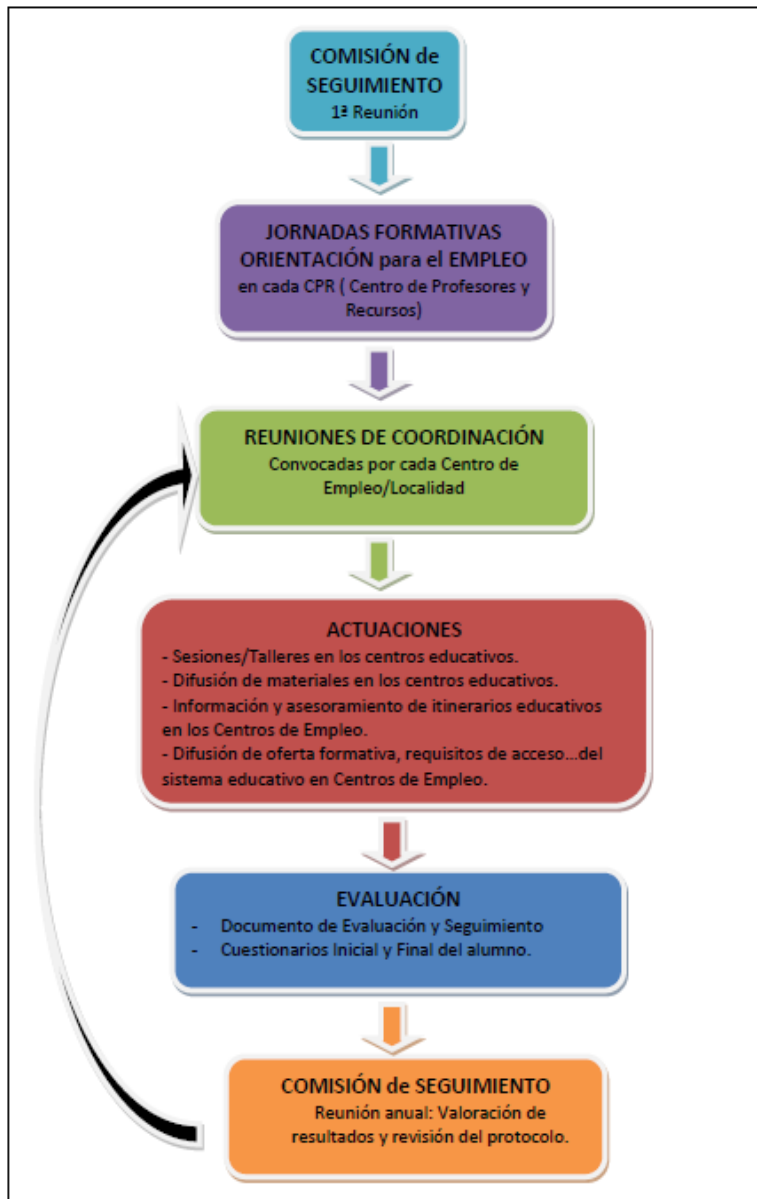 COMISIÓN de
SEGUIMIENTO
1ª Reunión
JORNADAS FORMATIVAS
ORIENTACIÓN para el EMPLEO
en cada CPR ( Centro de Profesores y
Recursos)
REUNIONES DE COORDINACIÓN
Convocadas por cada Centro de
Empleo/Localidad
ACTUACIONES
- Sesiones/Talleres en los centros educativos.
- Difusión de materiales en los centros educativos.
- Información y asesoramiento de itinerarios educativos
en los Centros de Empleo.
- Difusión de oferta formativa, requisitos de acceso...del
sistema educativo en Centros de Empleo.
EVALUACIÓN
- Documento de Evaluación y Seguimiento
- Cuestionarios Inicial y Final del alumno.
COMISIÓN de SEGUIMIENTO
Reunión anual: Valoración de
resultados y revisión del protocolo.